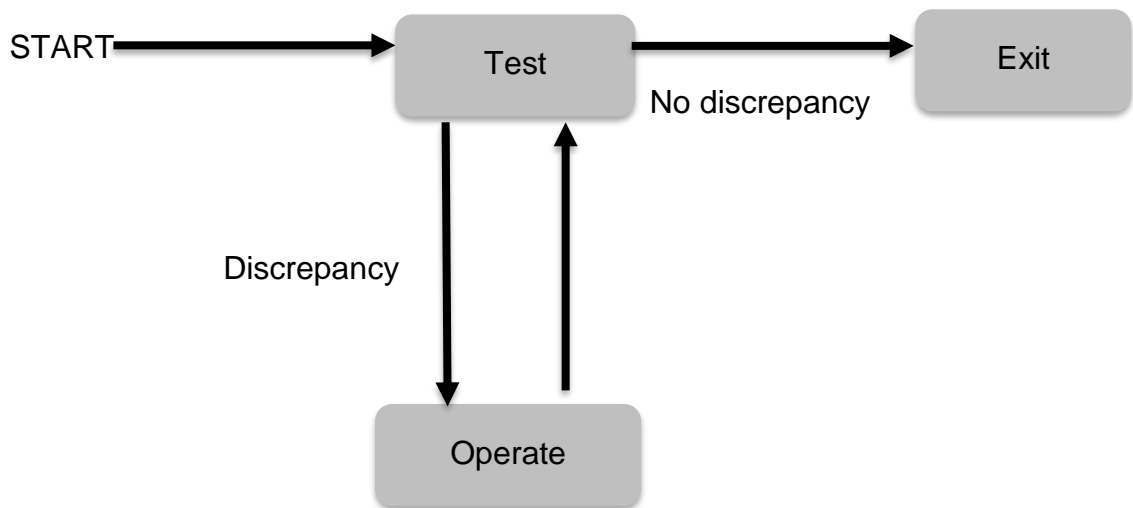 START
Test
Exit
No discrepancy
Discrepancy
Operate